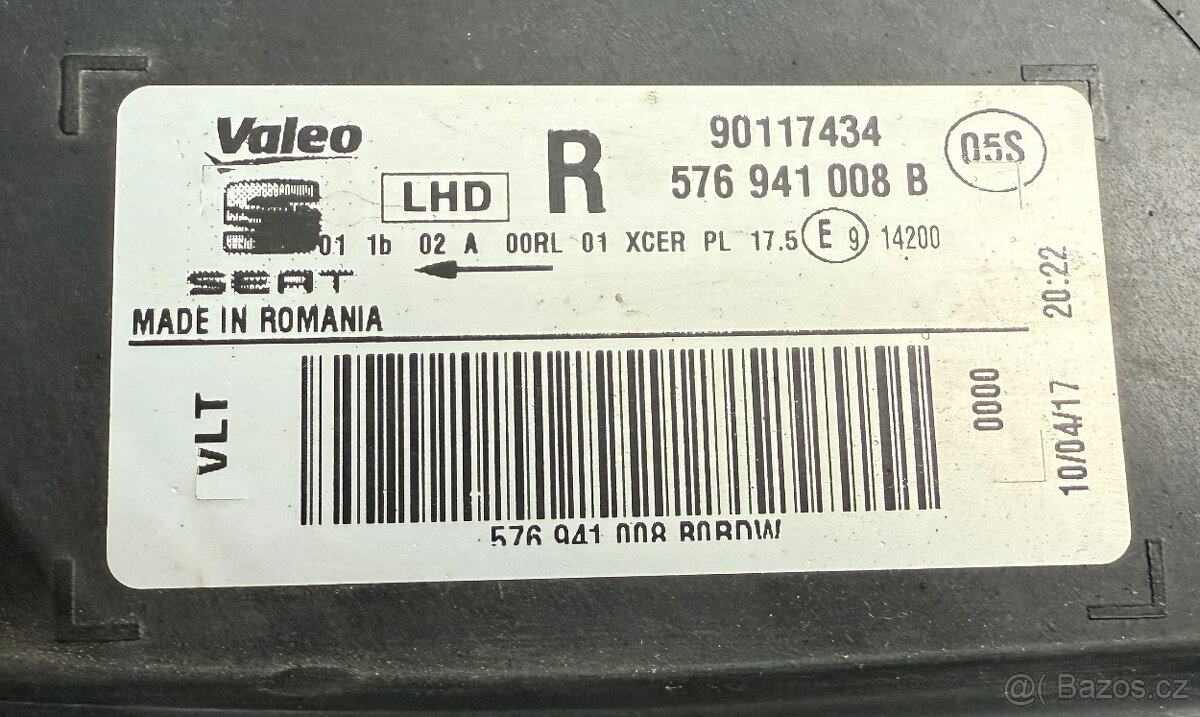 Valeo
LHD
R
90117434
576 941 008 B
05S
01 1b 02 A 00RL 01 XCER PL 17.5 E 9 14200
SEAT
MADE IN ROMANIA
VLT
0000
10/04/17 20:22
576 941 008 B0BDW
@( Bazoš.cz